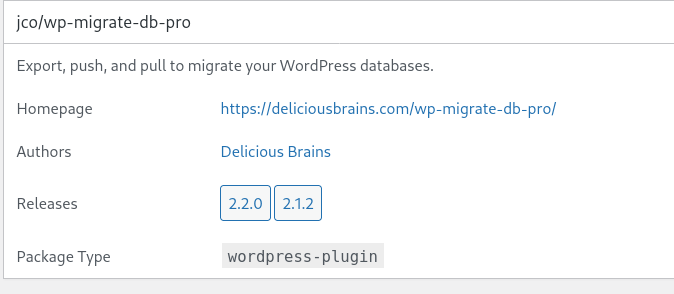 jco/wp-migrate-db-pro
Export, push, and pull to migrate your WordPress databases.
Homepage https://deliciousbrains.com/wp-migrate-db-pro/
Authors Delicious Brains
Releases 2.2.0 2.1.2
Package Type wordpress-plugin